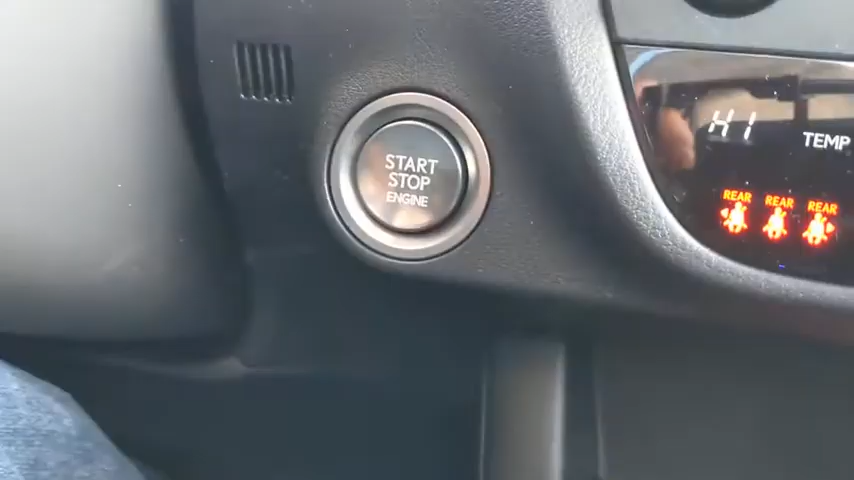 START
STOP
ENGINE
HI
TEMP
REAR REAR REAR